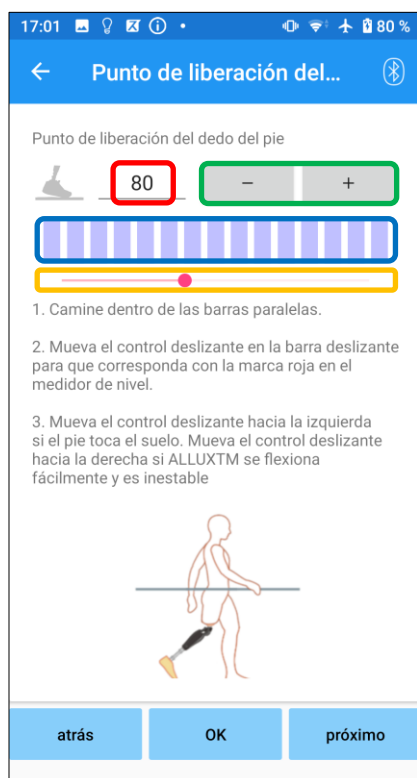 17:01 80 %
Punto de liberación del...
Punto de liberación del dedo del pie
80 − +
1. Camine dentro de las barras paralelas.
2. Mueva el control deslizante en la barra deslizante
para que corresponda con la marca roja en el
medidor de nivel.
3. Mueva el control deslizante hacia la izquierda
si el pie toca el suelo. Mueva el control deslizante
hacia la derecha si ALLUXTM se flexiona
fácilmente y es inestable
atrás OK próximo